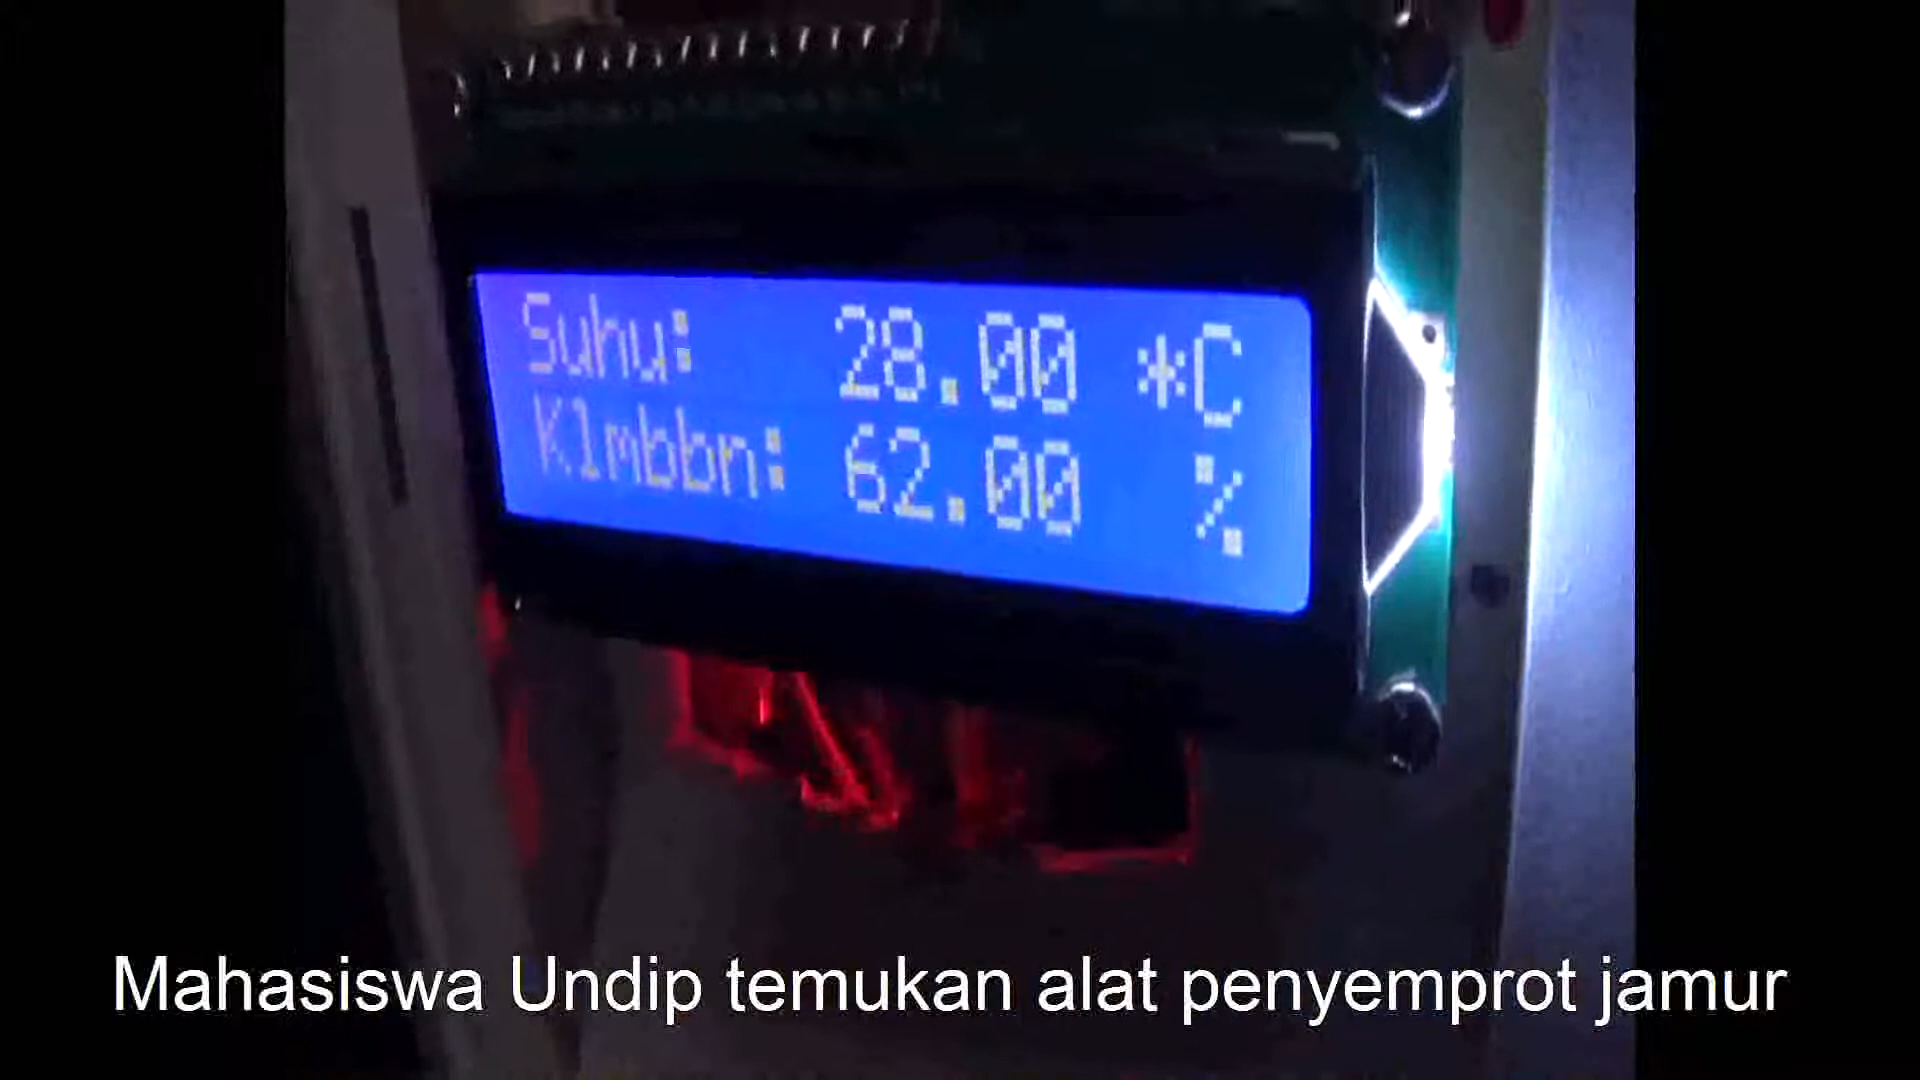 Suhu: 28.00 *C
Klmbbn: 62.00 %
Mahasiswa Undip temukan alat penyemprot jamur